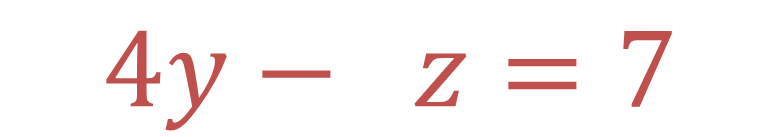 4y −  z = 7